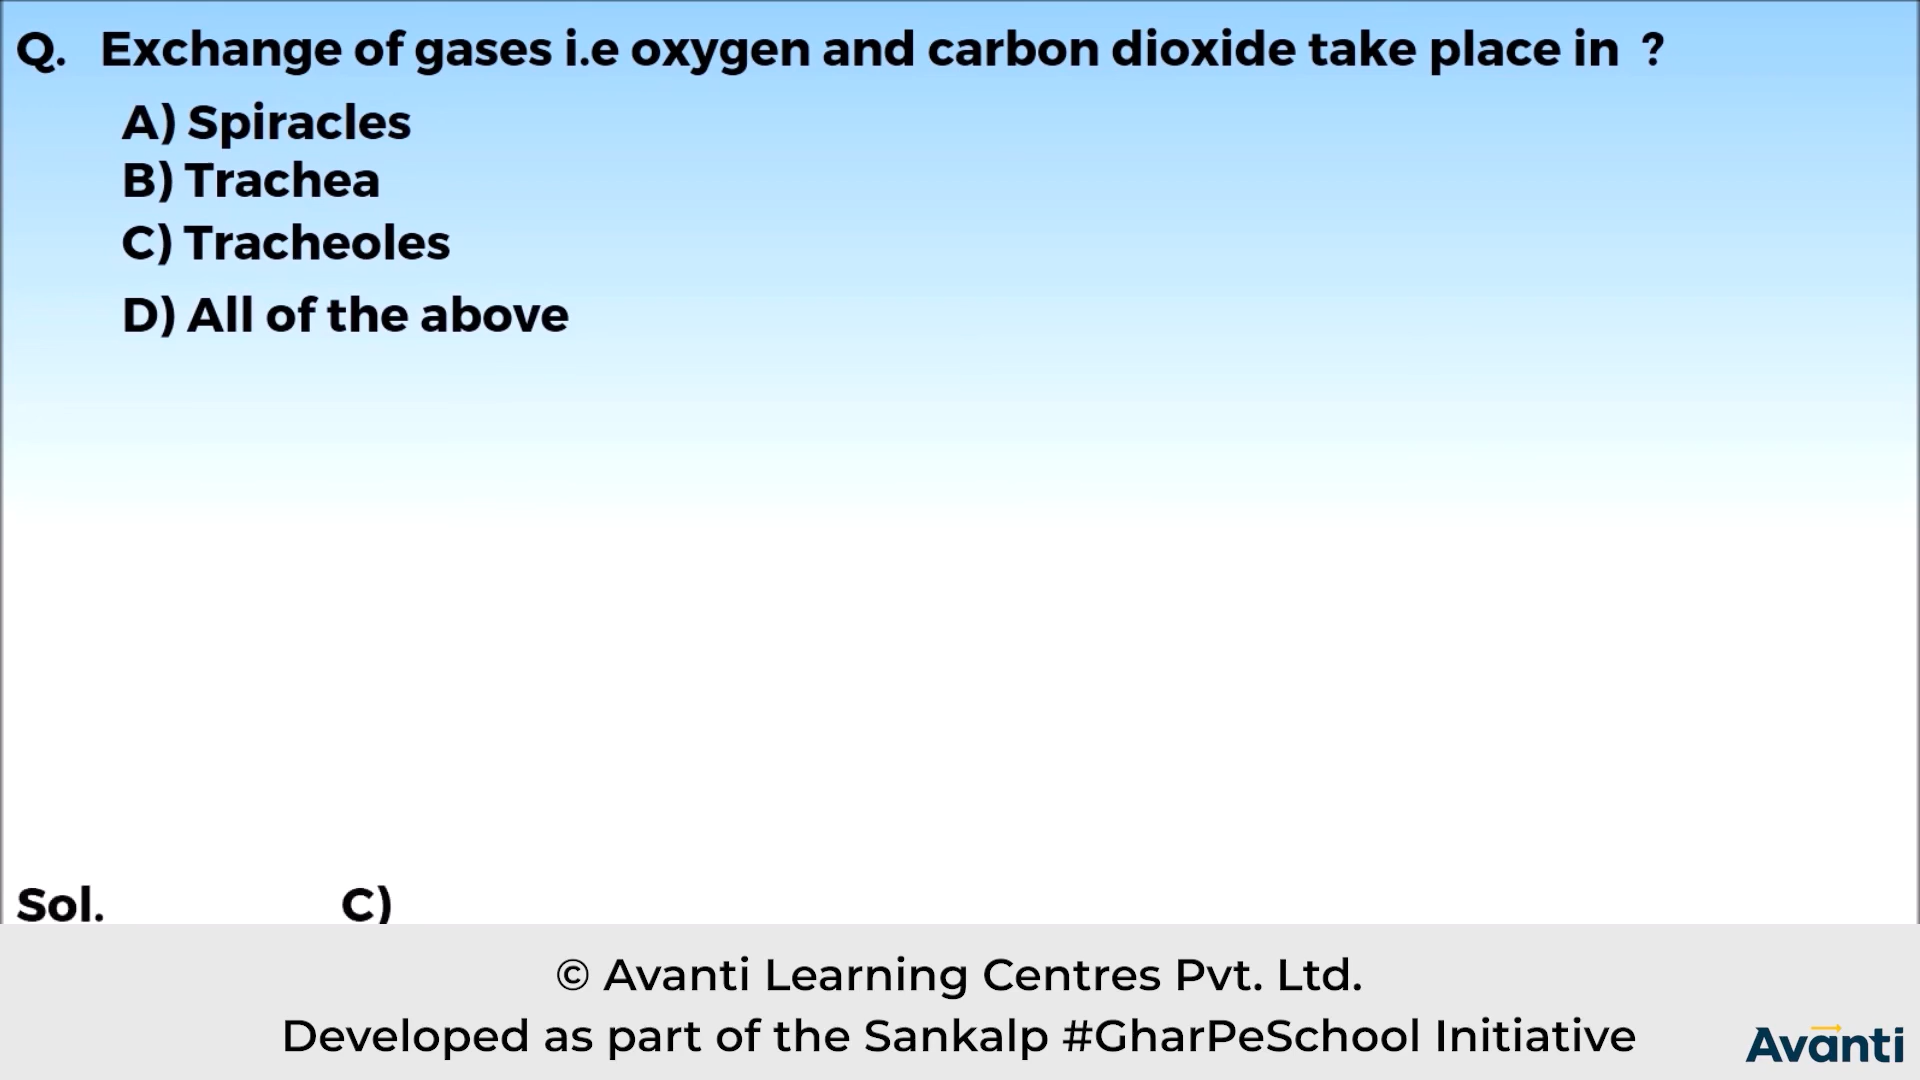 Q. Exchange of gases i.e oxygen and carbon dioxide take place in ?
A) Spiracles
B) Trachea
C) Tracheoles
D) All of the above
Sol. C)
© Avanti Learning Centres Pvt. Ltd.
Developed as part of the Sankalp #GharPeSchool Initiative
Avanti